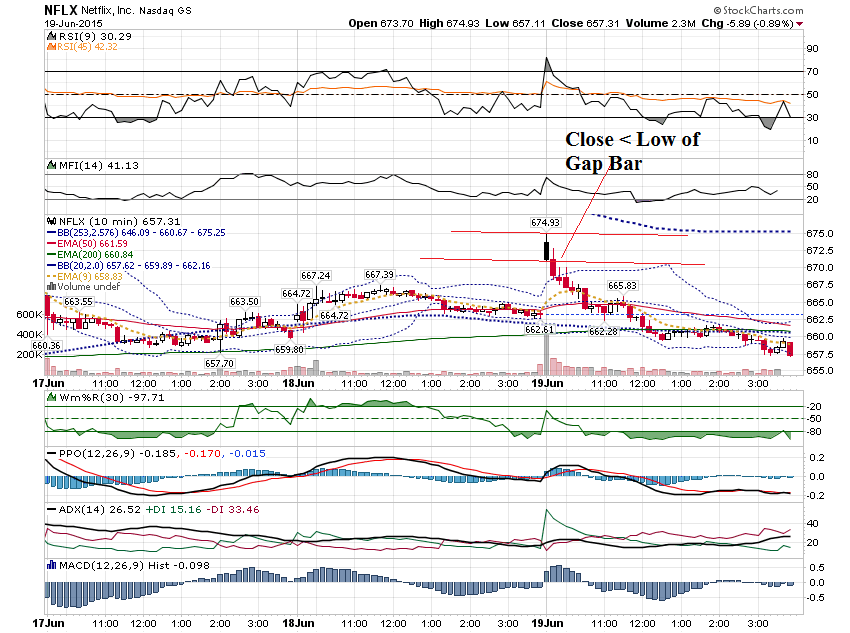 NFLX Netflix, Inc. Nasdaq GS
© StockCharts.com
19-Jun-2015
Open 673.70 High 674.93 Low 657.11 Close 657.31 Volume 2.3M Chg -5.89 (-0.89%)
RSI(9) 30.29
RSI(45) 42.32
90
70
50
30
10
Close < Low of
Gap Bar
MFI(14) 41.13
80
50
20
NFLX (10 min) 657.31
BB(253,2.576) 646.09 - 660.67 - 675.25
EMA(50) 661.59
EMA(200) 660.84
BB(20,2.0) 657.62 - 659.89 - 662.16
EMA(9) 658.83
Volume undef
674.93
667.24
667.39
664.72
663.55
663.50
664.72
665.83
660.36
659.80
657.70
662.61
662.28
600K
400K
200K
675.0
672.5
670.0
667.5
665.0
662.5
660.0
657.5
655.0
17Jun 11:00 12:00 1:00 2:00 3:00 18Jun 11:00 12:00 1:00 2:00 3:00 19Jun 11:00 12:00 1:00 2:00 3:00
Wm%R(30) -97.71
-20
-50
-80
PPO(12,26,9) -0.185, -0.170, -0.015
0.2
0.0
-0.2
ADX(14) 26.52 +DI 15.16 -DI 33.46
40
20
MACD(12,26,9) Hist -0.098
0.5
0.0
-0.5
17Jun 11:00 12:00 1:00 2:00 3:00 18Jun 11:00 12:00 1:00 2:00 3:00 19Jun 11:00 12:00 1:00 2:00 3:00